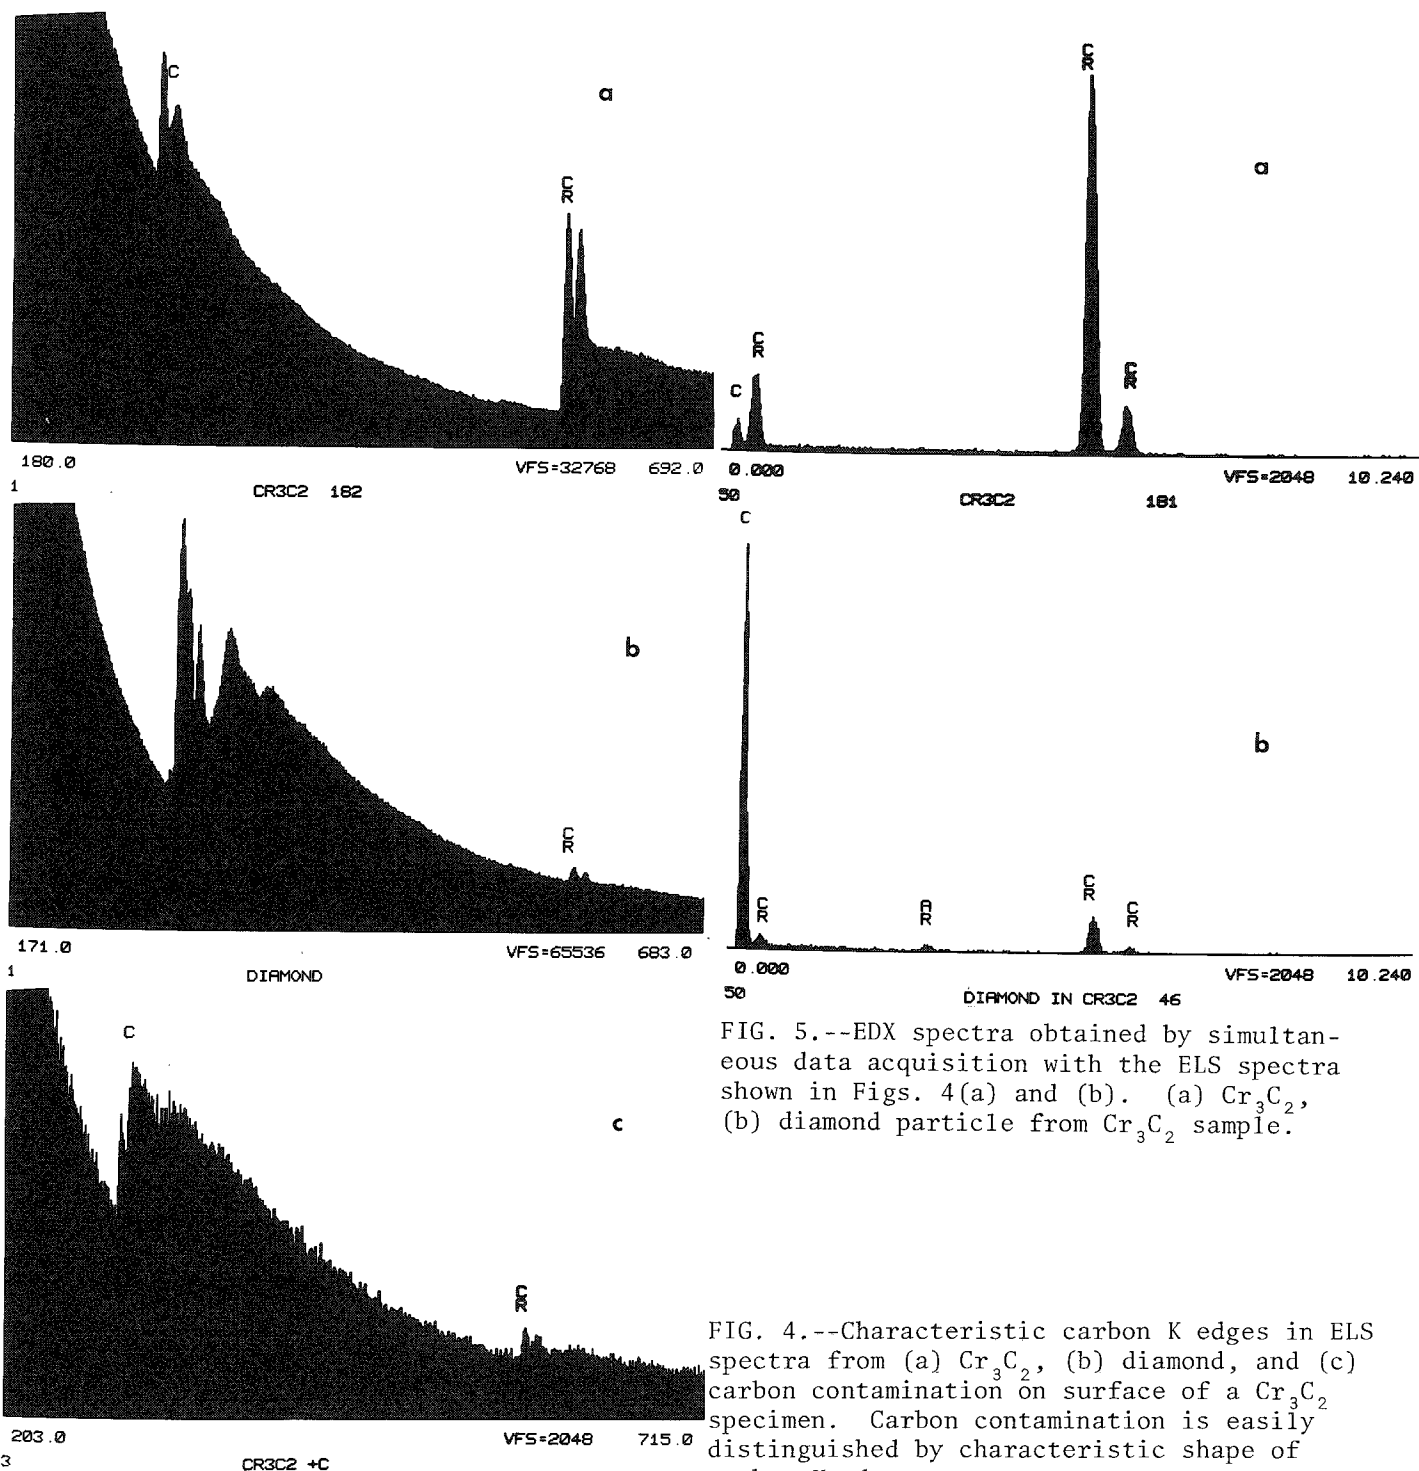 C
a
CR
180.0 VFS=32768 692.0
1
CR3C2 182
b
CR
171.0 VFS=65536 683.0
1
DIAMOND
C
c
CR
203.0 VFS=2048 715.0
3
CR3C2 +C
CR
a
CR
C
CR
0.000 VFS=2048 10.240
50
CR3C2 181
C
b
CR
AR
CR
CR
0.000 VFS=2048 10.240
50
DIAMOND IN CR3C2 46
FIG. 5.--EDX spectra obtained by simultan-
eous data acquisition with the ELS spectra
shown in Figs. 4(a) and (b). (a) Cr3C2,
(b) diamond particle from Cr3C2 sample.
FIG. 4.--Characteristic carbon K edges in ELS
spectra from (a) Cr3C2, (b) diamond, and (c)
carbon contamination on surface of a Cr3C2
specimen. Carbon contamination is easily
distinguished by characteristic shape of